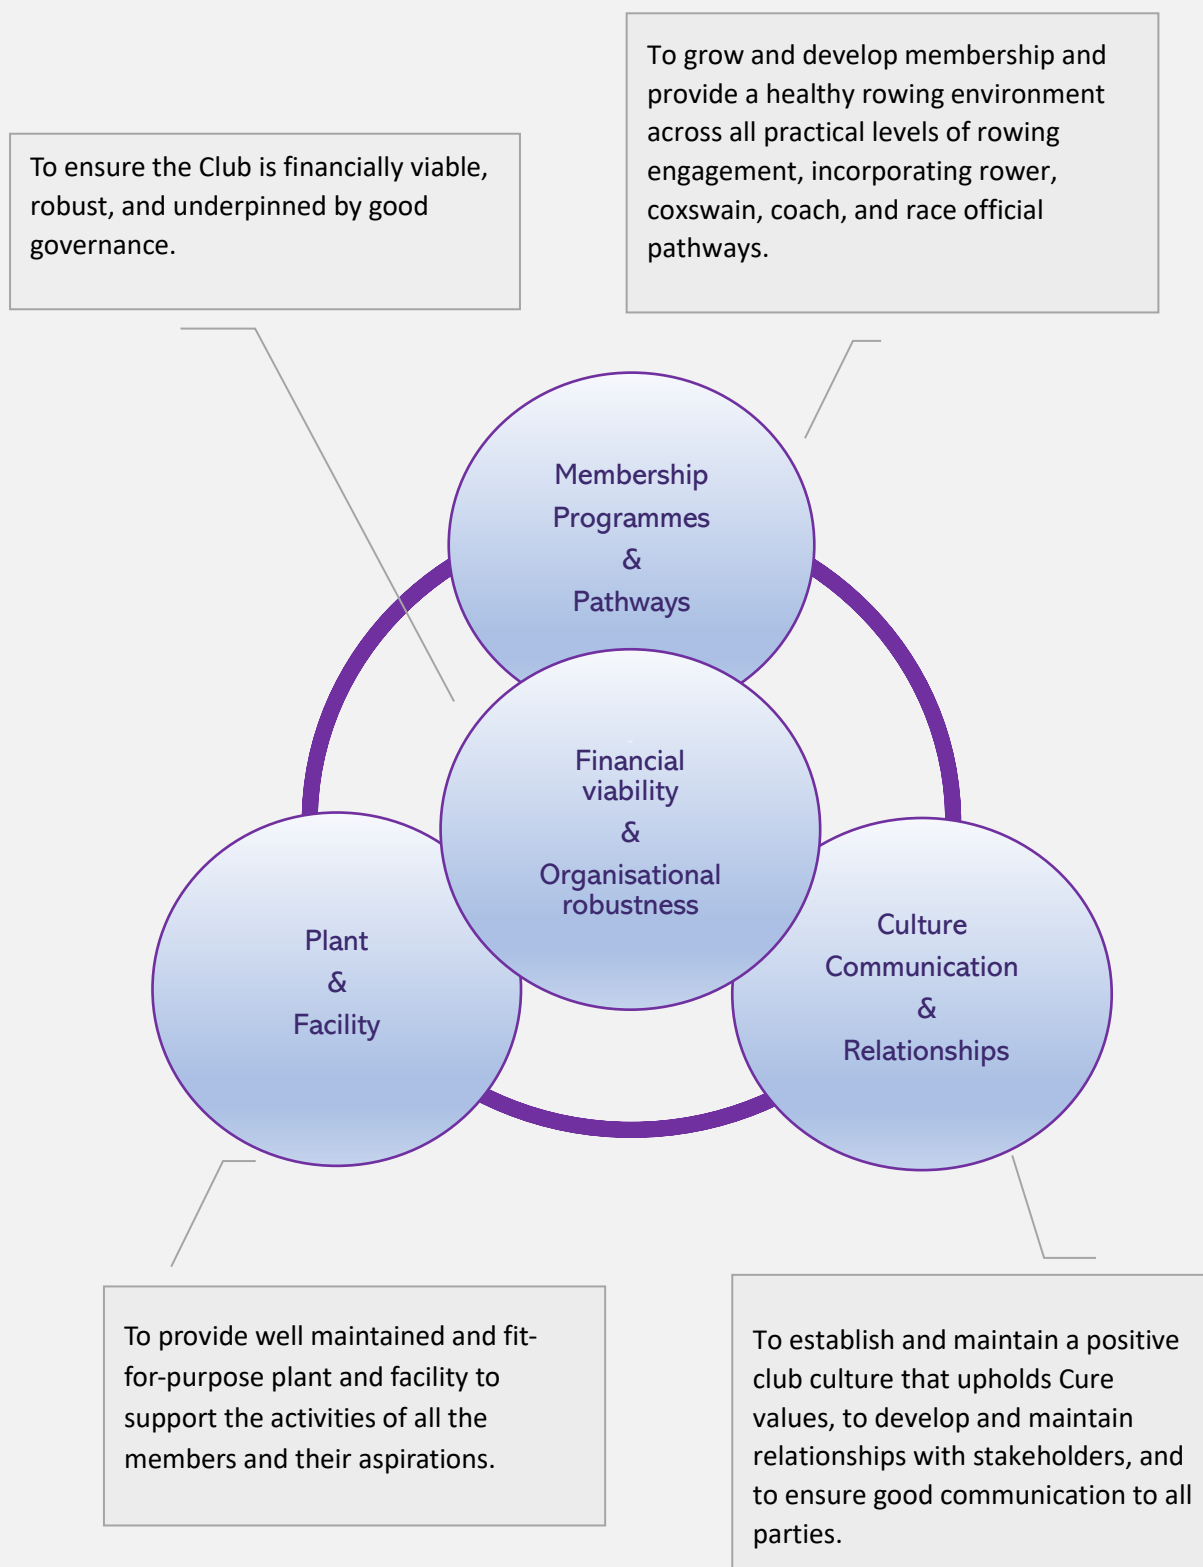 To grow and develop membership and
provide a healthy rowing environment
across all practical levels of rowing
engagement, incorporating rower,
coxswain, coach, and race official
pathways.
To ensure the Club is financially viable,
robust, and underpinned by good
governance.
Membership
Programmes
&
Pathways
Financial
viability
&
Organisational
robustness
Plant
&
Facility
Culture
Communication
&
Relationships
To provide well maintained and fit-
for-purpose plant and facility to
support the activities of all the
members and their aspirations.
To establish and maintain a positive
club culture that upholds Cure
values, to develop and maintain
relationships with stakeholders, and
to ensure good communication to all
parties.